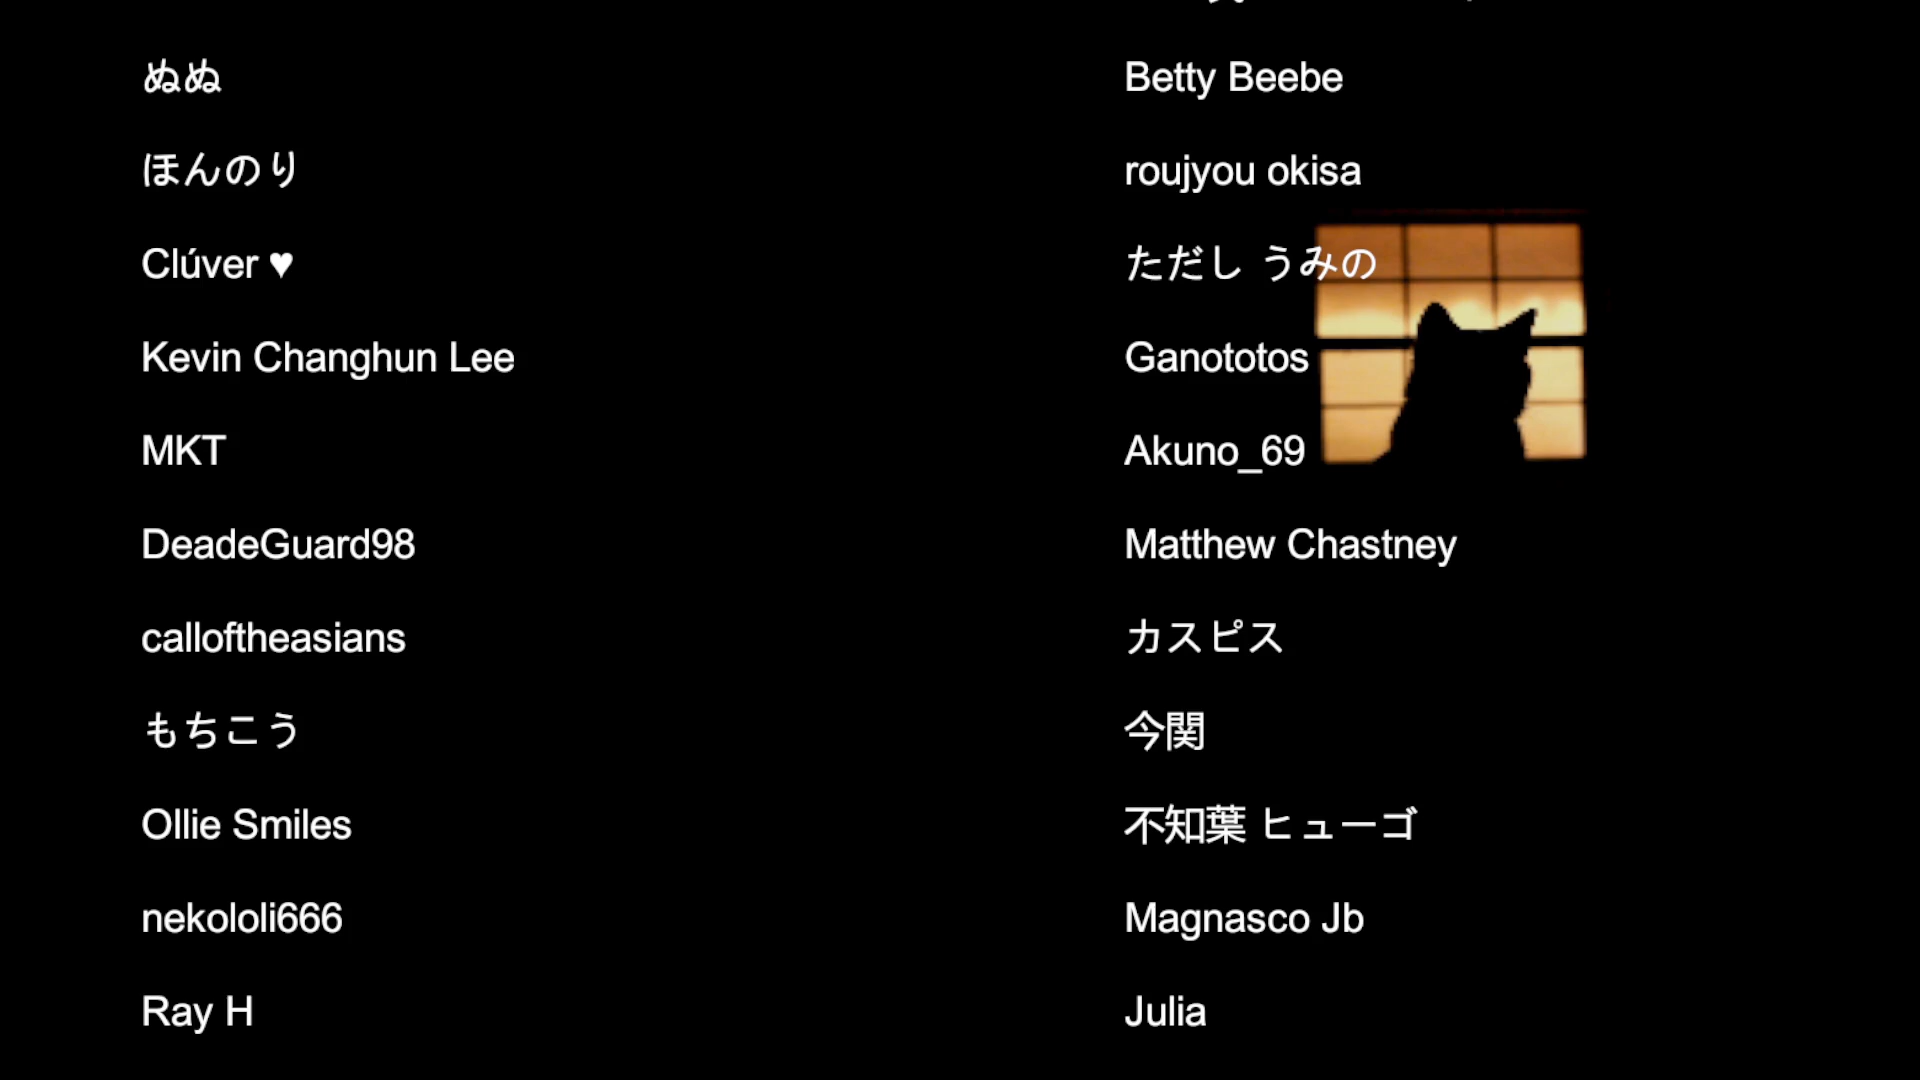 ぬぬ
ほんのり
Clúver ♥
Kevin Changhun Lee
MKT
DeadeGuard98
calloftheasians
もちこう
Ollie Smiles
nekololi666
Ray H
Betty Beebe
roujyou okisa
ただし うみの
Ganototos
Akuno_69
Matthew Chastney
カスピス
今関
不知葉 ヒューゴ
Magnasco Jb
Julia